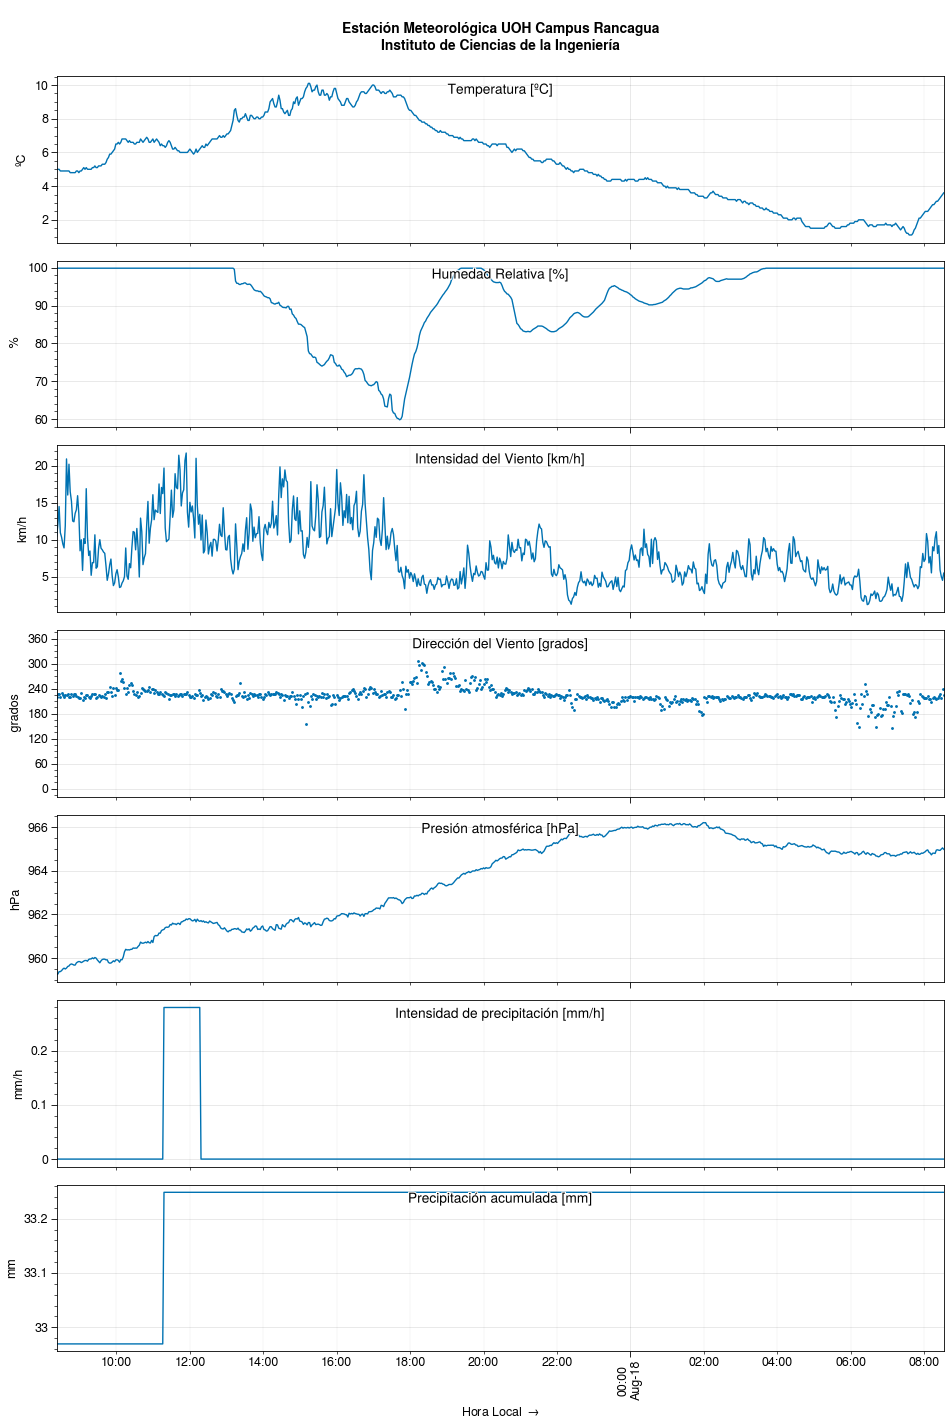 Estación Meteorológica UOH Campus Rancagua
Instituto de Ciencias de la Ingeniería
Temperatura [ºC]
ºC
10
8
6
4
2
Humedad Relativa [%]
%
100
90
80
70
60
Intensidad del Viento [km/h]
km/h
20
15
10
5
Dirección del Viento [grados]
grados
360
300
240
180
120
60
0
Presión atmosférica [hPa]
hPa
966
964
962
960
Intensidad de precipitación [mm/h]
mm/h
0.2
0.1
0
Precipitación acumulada [mm]
mm
33.2
33.1
33
10:00 12:00 14:00 16:00 18:00 20:00 22:00 00:00 02:00 04:00 06:00 08:00
Aug-18
Hora Local →